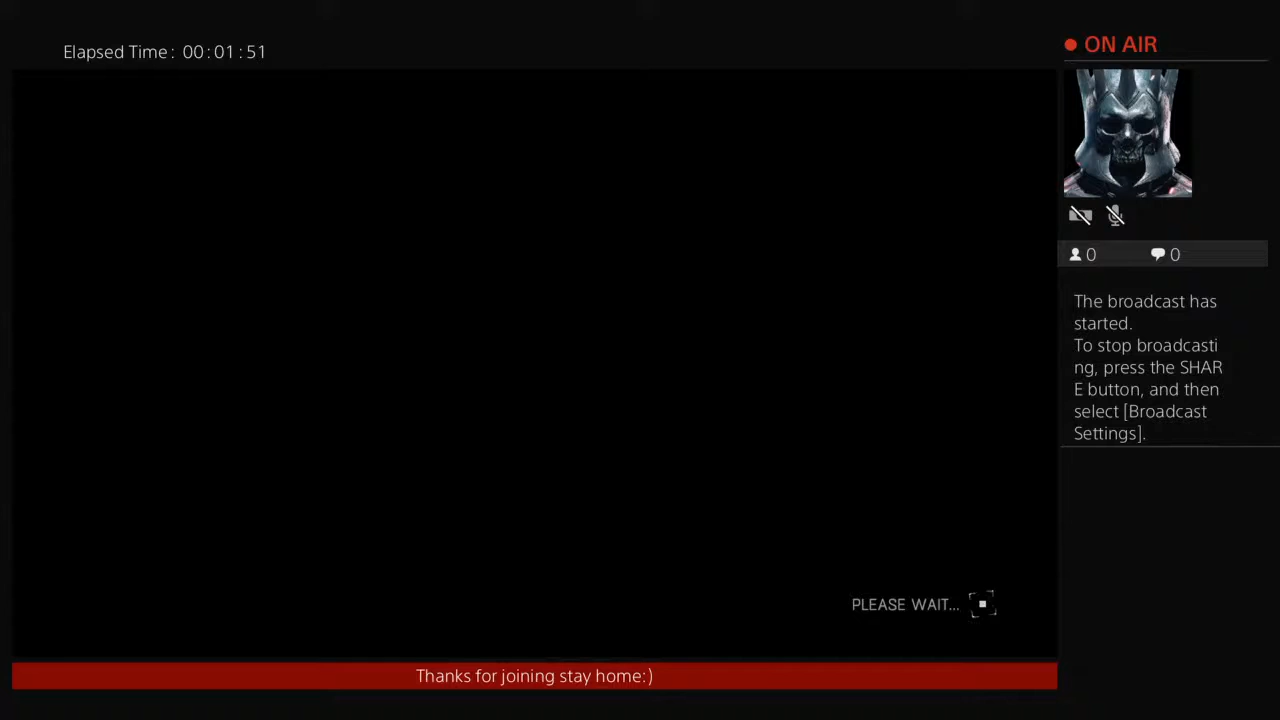 Elapsed Time: 00:01:51
ON AIR
0 0
The broadcast has
started.
To stop broadcasti
ng, press the SHAR
E button, and then
select [Broadcast
Settings].
PLEASE WAIT...
Thanks for joining stay home:)